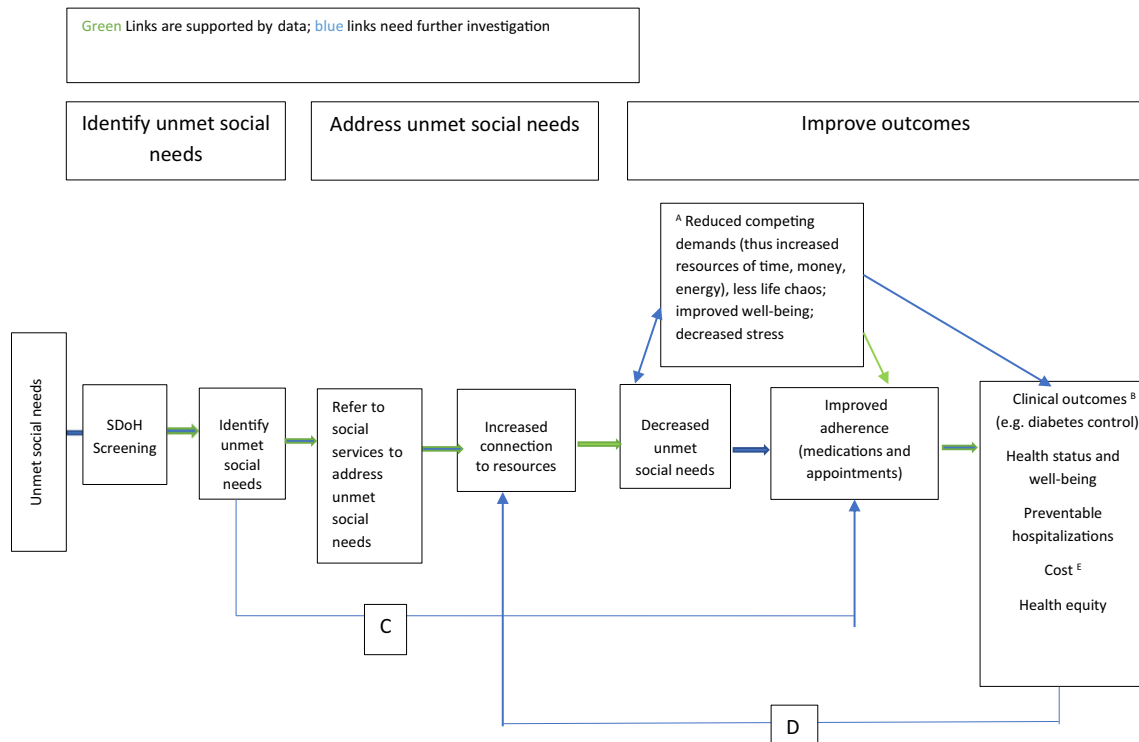 Green Links are supported by data; blue links need further investigation
Identify unmet social
needs
Address unmet social needs
Improve outcomes
A Reduced competing
demands (thus increased
resources of time, money,
energy), less life chaos;
improved well-being;
decreased stress
Unmet social needs
SDoH
Screening
Identify
unmet
social
needs
Refer to
social
services to
address
unmet
social
needs
Increased
connection
to resources
Decreased
unmet
social needs
Improved
adherence
(medications and
appointments)
Clinical outcomes B
(e.g. diabetes control)
Health status and
well-being
Preventable
hospitalizations
Cost E
Health equity
C
D